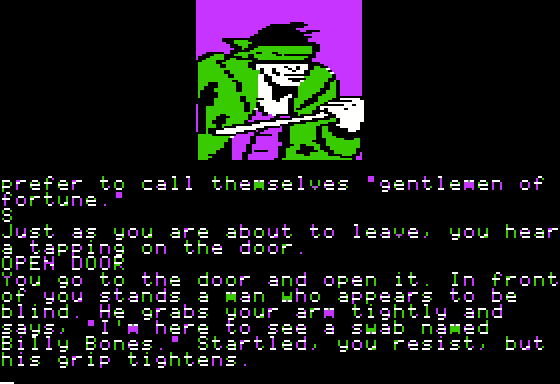 prefer to call themselves "gentlemen of
fortune."
S
Just as you are about to leave, you hear
a tapping on the door.
OPEN DOOR
You go to the door and open it. In front
of you stands a man who appears to be
blind. He grabs your arm tightly and
says, "I'm here to see a swab named
Billy Bones." Startled, you resist, but
his grip tightens.